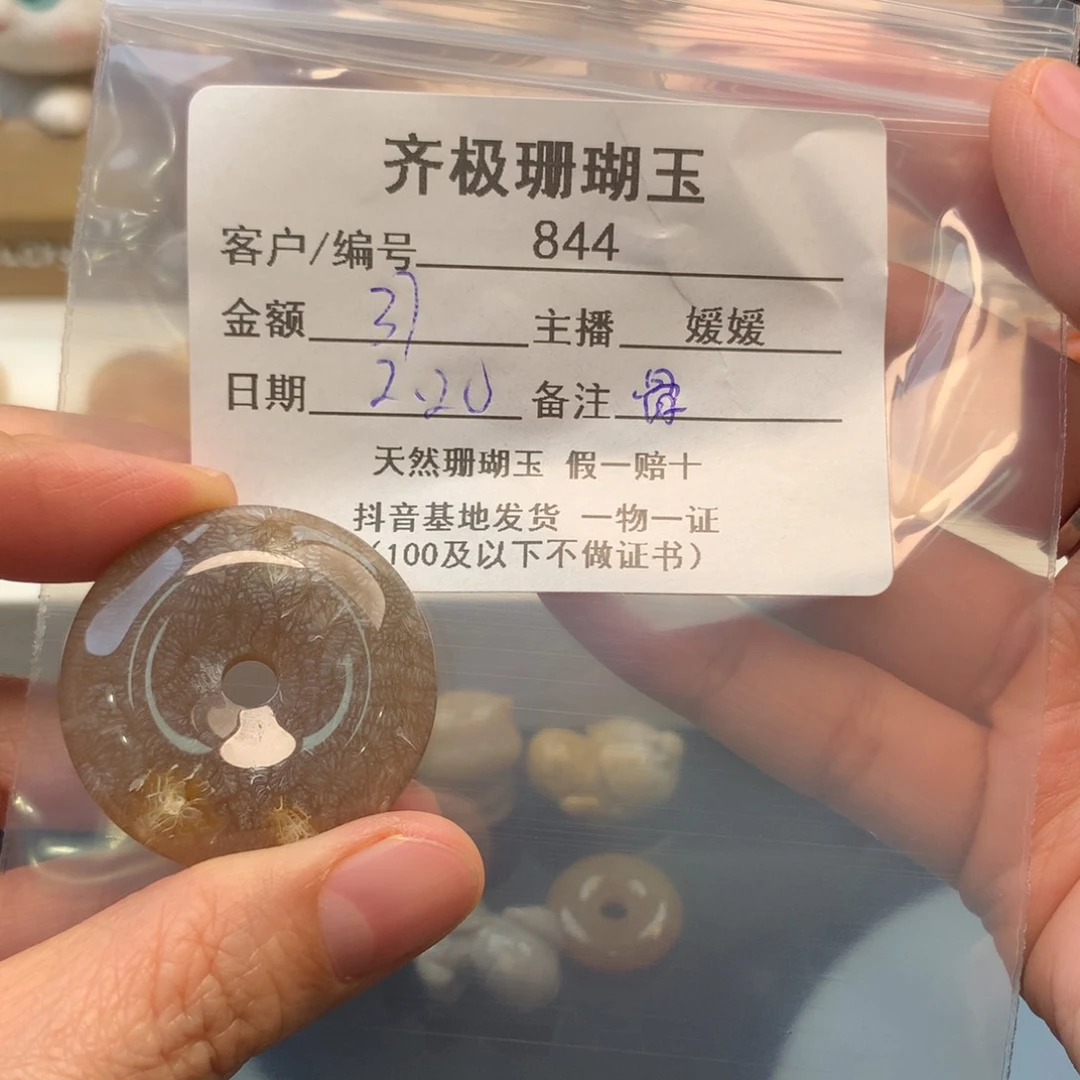 齐极珊瑚玉
客户/编号 844
金额 37 主播 媛媛
日期 2.20 备注
天然珊瑚玉 假一赔十
抖音基地发货 一物一证
(100及以下不做证书)